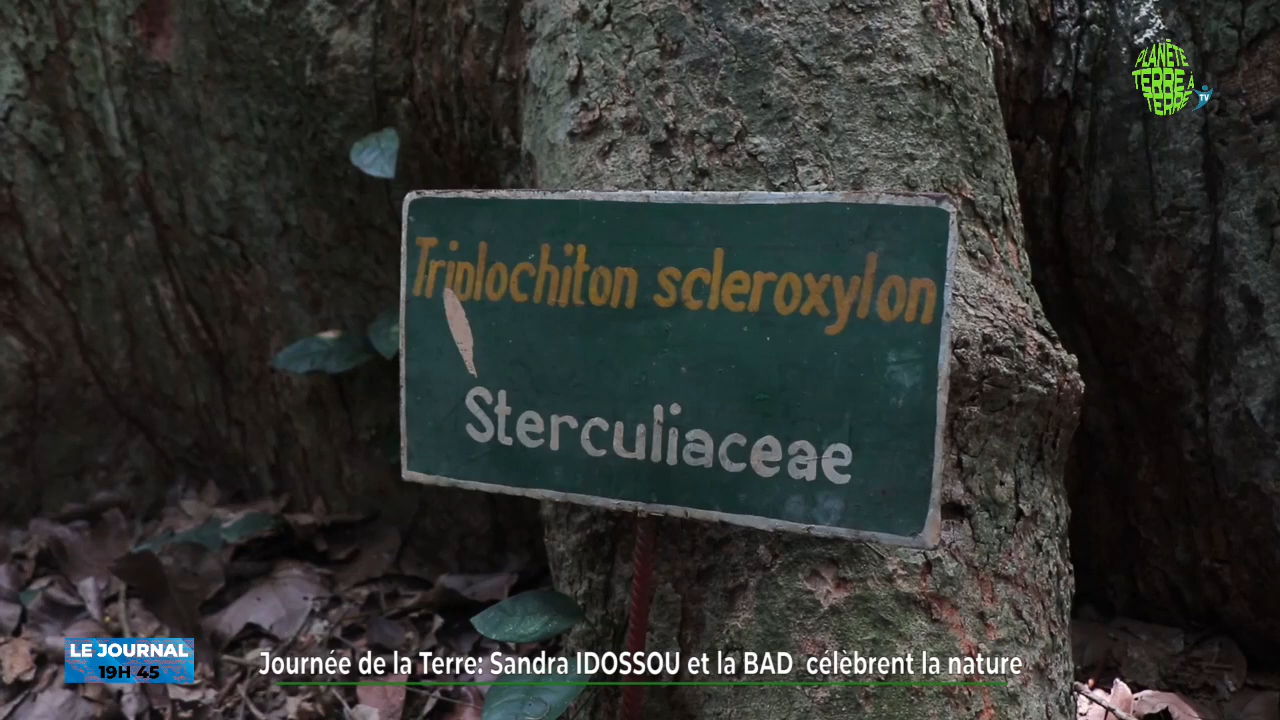 PLANÈTE
TERRE À
TERRE
TV
Triplochiton scleroxylon
Sterculiaceae
LE JOURNAL
19H 45
Journée de la Terre: Sandra IDOSSOU et la BAD célèbrent la nature